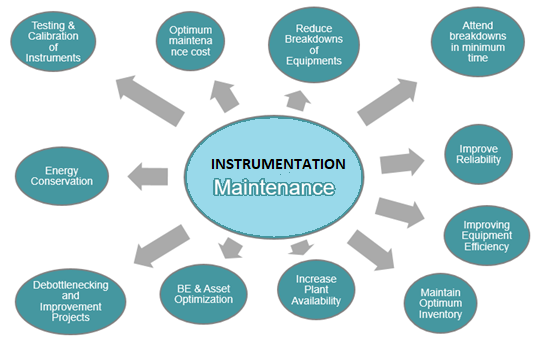 Testing &
Calibration
of
Instruments
Optimum
maintena
nce cost
Reduce
Breakdowns
of
Equipments
Attend
breakdowns
in minimum
time
INSTRUMENTATION
Maintenance
Energy
Conservation
Improve
Reliability
Improving
Equipment
Efficiency
Debottlenecking
and
Improvement
Projects
BE & Asset
Optimization
Increase
Plant
Availability
Maintain
Optimum
Inventory